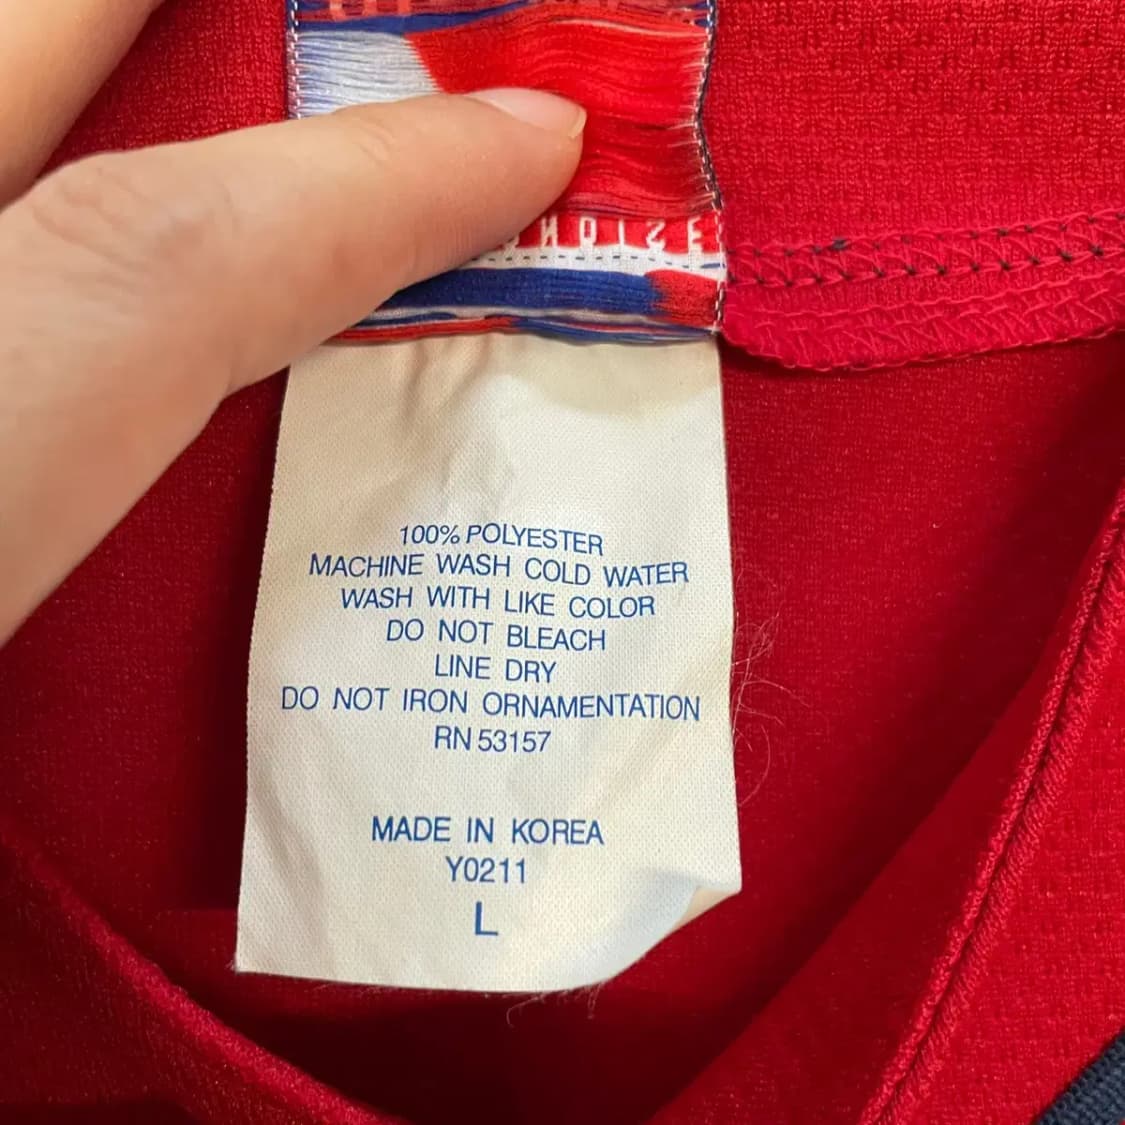 100% POLYESTER
MACHINE WASH COLD WATER
WASH WITH LIKE COLOR
DO NOT BLEACH
LINE DRY
DO NOT IRON ORNAMENTATION
RN 53157
MADE IN KOREA
Y0211
L